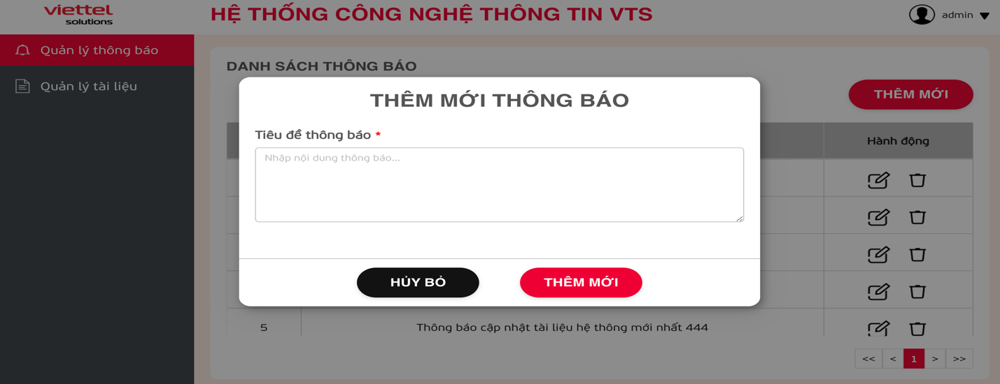 viettel
solutions
HỆ THỐNG CÔNG NGHỆ THÔNG TIN VTS
admin
Quản lý thông báo
Quản lý tài liệu
DANH SÁCH THÔNG BÁO
THÊM MỚI
Hành động
THÊM MỚI THÔNG BÁO
Tiêu đề thông báo *
Nhập nội dung thông báo...
HỦY BỎ
THÊM MỚI
5
Thông báo cập nhật tài liệu hệ thống mới nhất 444
<< < 1 > >>